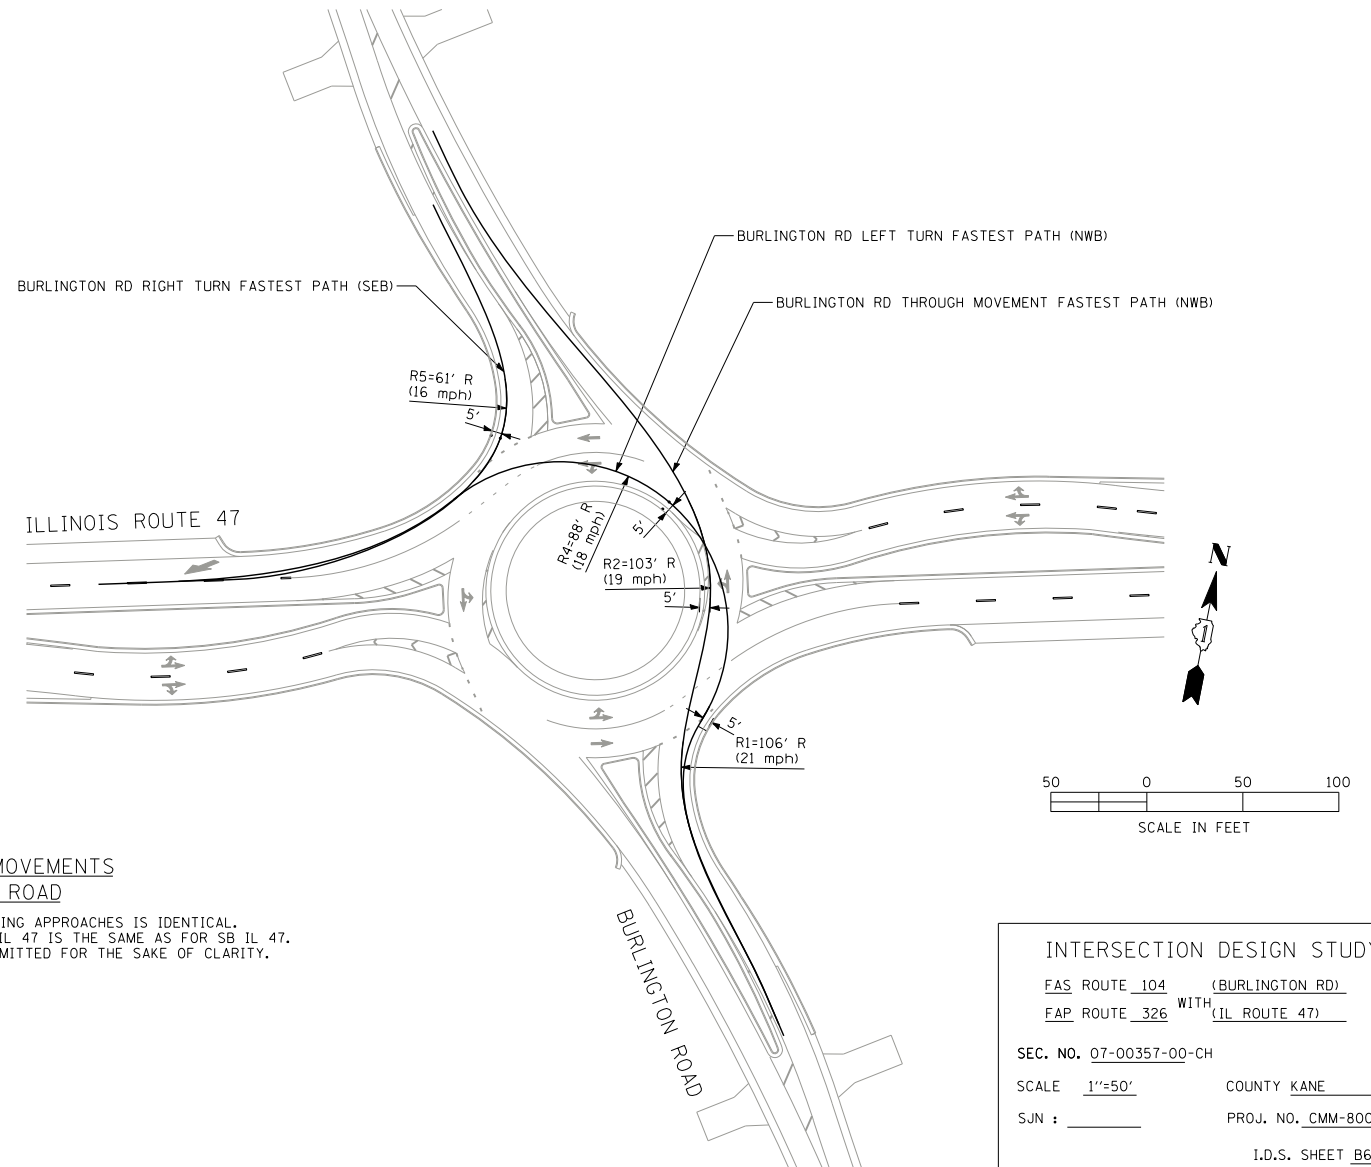 BURLINGTON RD LEFT TURN FASTEST PATH (NWB)
BURLINGTON RD RIGHT TURN FASTEST PATH (SEB)
BURLINGTON RD THROUGH MOVEMENT FASTEST PATH (NWB)
R5=61' R
(16 mph)
5'
ILLINOIS ROUTE 47
R4=88' R
(18 mph)
5'
R2=103' R
(19 mph)
5'
N
1
5'
R1=106' R
(21 mph)
50 0 50 100
SCALE IN FEET
MOVEMENTS
ROAD
ING APPROACHES IS IDENTICAL.
IL 47 IS THE SAME AS FOR SB IL 47.
MITTED FOR THE SAKE OF CLARITY.
BURLINGTON ROAD
INTERSECTION DESIGN STUDY
FAS ROUTE 104 (BURLINGTON RD)
WITH
FAP ROUTE 326 (IL ROUTE 47)
SEC. NO. 07-00357-00-CH
SCALE 1''=50' COUNTY KANE
SJN : PROJ. NO. CMM-800
I.D.S. SHEET B6